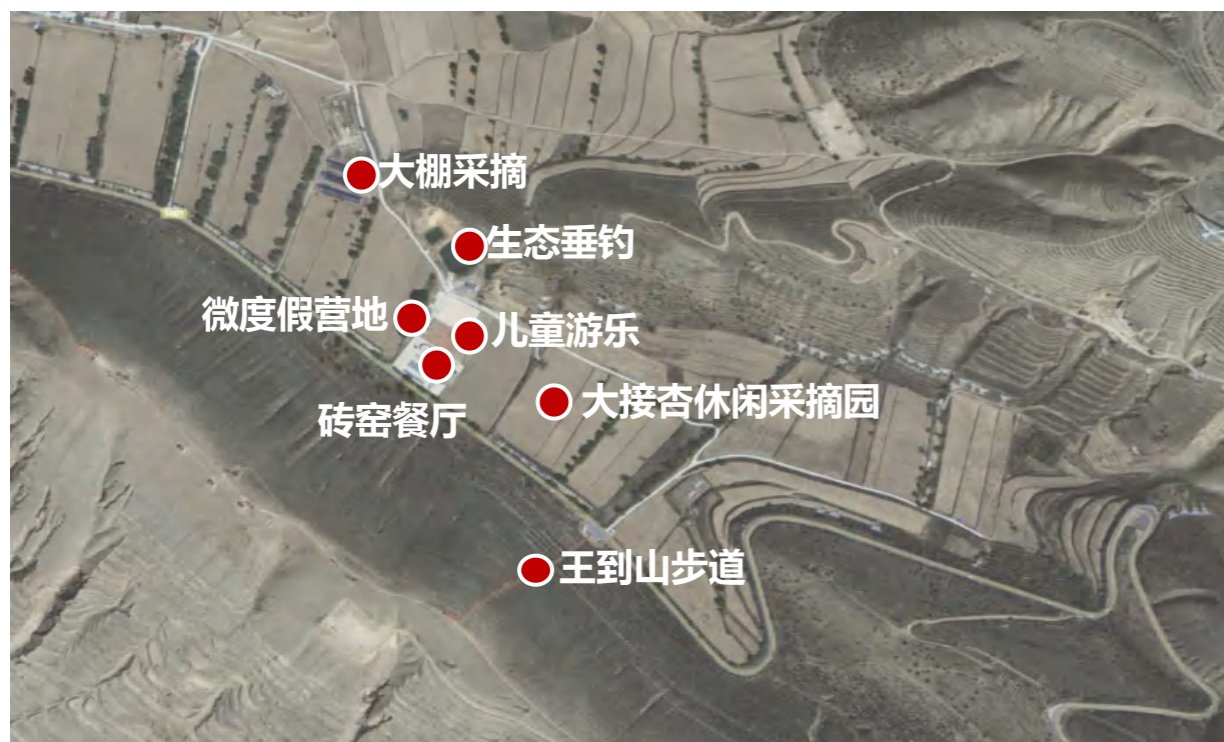 大棚采摘
生态垂钓
微度假营地
儿童游乐
大接杏休闲采摘园
砖窑餐厅
王到山步道